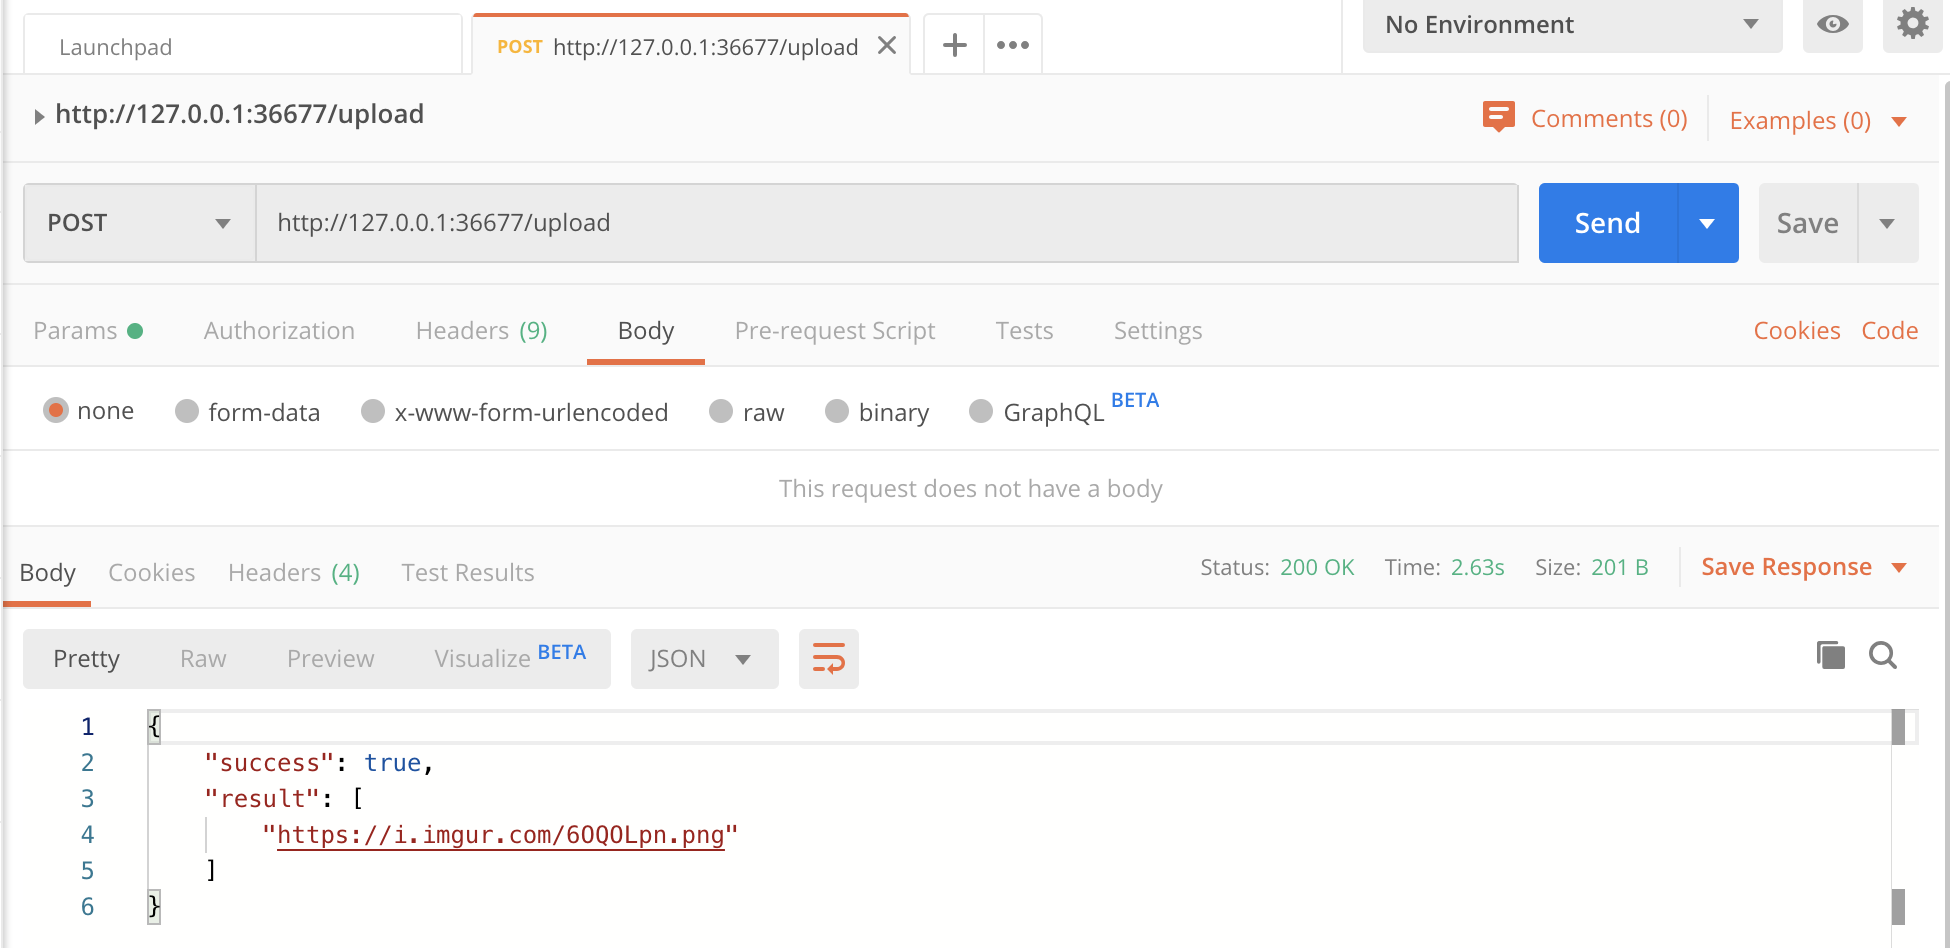 Launchpad
POST http://127.0.0.1:36677/upload
No Environment
http://127.0.0.1:36677/upload
Comments (0)
Examples (0)
POST
http://127.0.0.1:36677/upload
Send
Save
Params
Authorization
Headers (9)
Body
Pre-request Script
Tests
Settings
Cookies
Code
none
form-data
x-www-form-urlencoded
raw
binary
GraphQL BETA
This request does not have a body
Body
Cookies
Headers (4)
Test Results
Status: 200 OK
Time: 2.63s
Size: 201 B
Save Response
Pretty
Raw
Preview
Visualize BETA
JSON
1 {
2 "success": true,
3 "result": [
4 "https://i.imgur.com/6OQOLpn.png"
5 ]
6 }